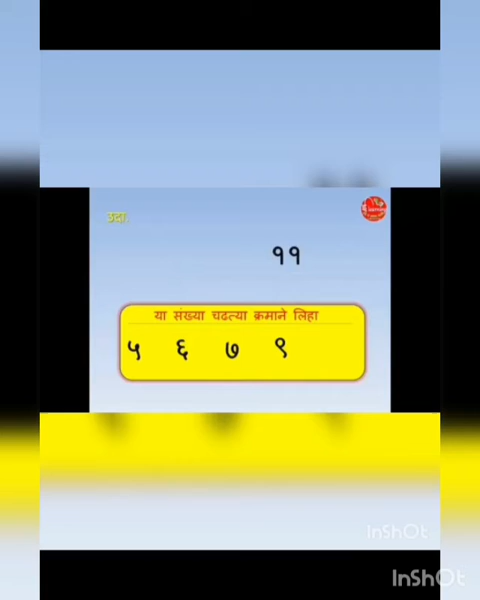 उदा.
११
या संख्या चढत्या क्रमाने लिहा
५ ६ ७ ९
InShOt
InShOt